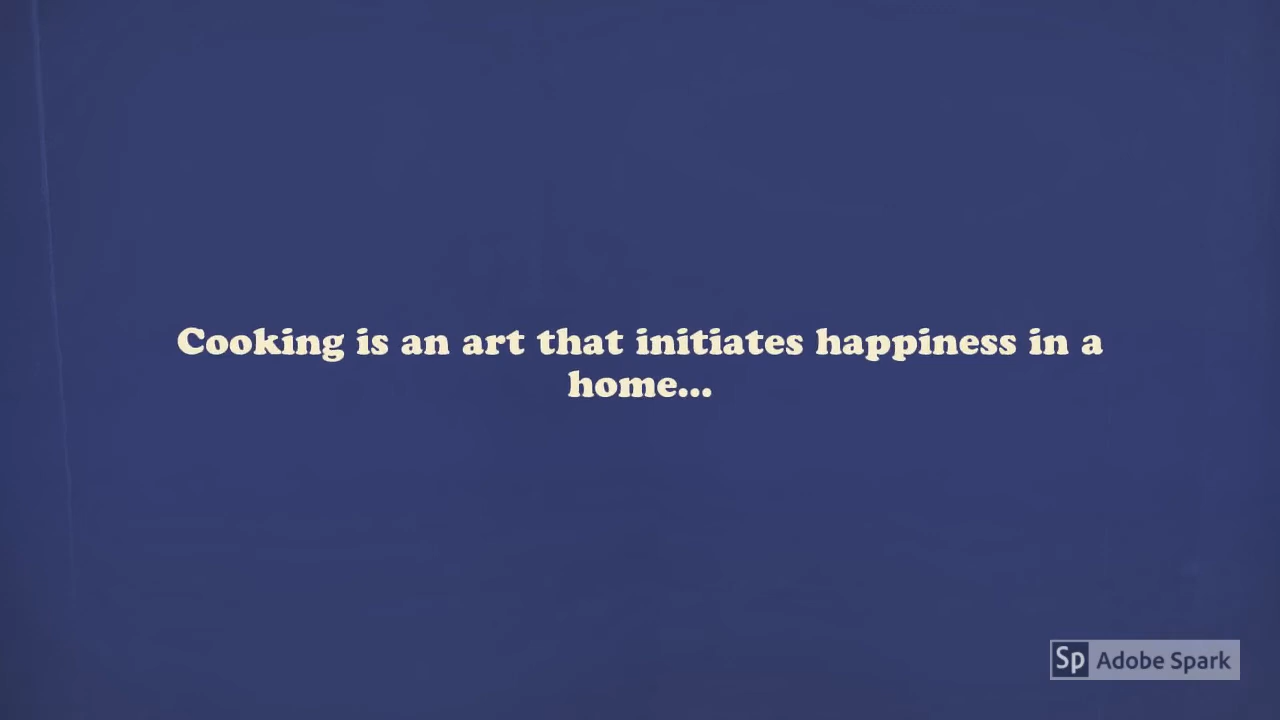 Cooking is an art that initiates happiness in a
home...
Sp Adobe Spark